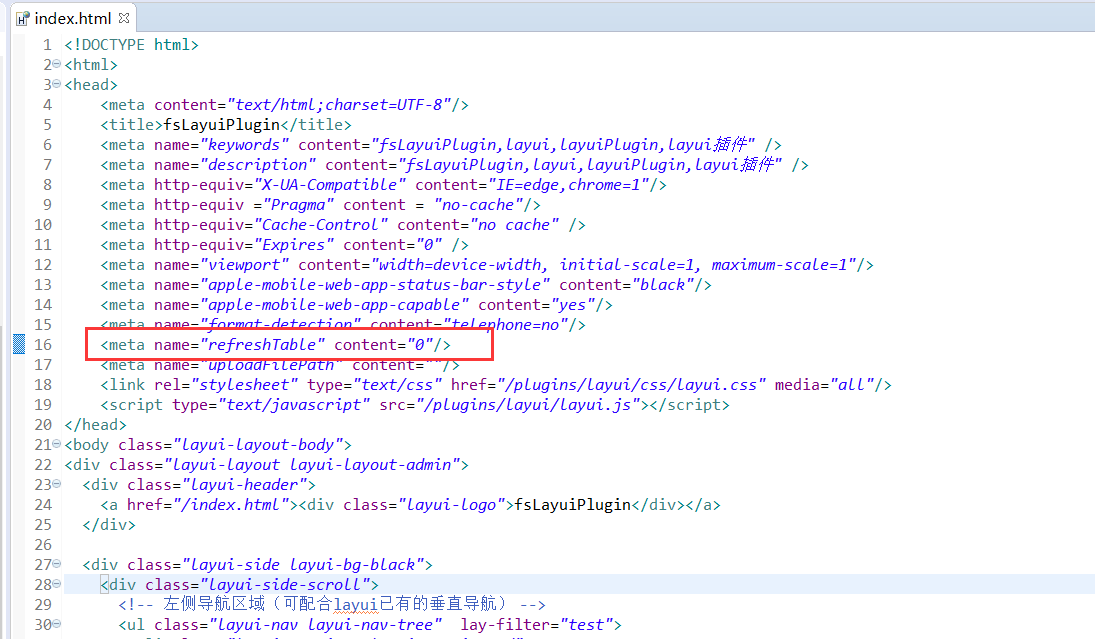 index.html
1 <!DOCTYPE html>
2 <html>
3 <head>
4 <meta content="text/html;charset=UTF-8"/>
5 <title>fsLayuiPlugin</title>
6 <meta name="keywords" content="fsLayuiPlugin,layui,layuiPlugin,layui插件" />
7 <meta name="description" content="fsLayuiPlugin,layui,layuiPlugin,layui插件" />
8 <meta http-equiv="X-UA-Compatible" content="IE=edge,chrome=1"/>
9 <meta http-equiv ="Pragma" content = "no-cache"/>
10 <meta http-equiv="Cache-Control" content="no cache" />
11 <meta http-equiv="Expires" content="0" />
12 <meta name="viewport" content="width=device-width, initial-scale=1, maximum-scale=1"/>
13 <meta name="apple-mobile-web-app-status-bar-style" content="black"/>
14 <meta name="apple-mobile-web-app-capable" content="yes"/>
15 <meta name="format-detection" content="telephone=no"/>
16 <meta name="refreshTable" content="0"/>
17 <meta name="uploadFilePath" content=""/>
18 <link rel="stylesheet" type="text/css" href="/plugins/layui/css/layui.css" media="all"/>
19 <script type="text/javascript" src="/plugins/layui/layui.js"></script>
20 </head>
21 <body class="layui-layout-body">
22 <div class="layui-layout layui-layout-admin">
23 <div class="layui-header">
24 <a href="/index.html"><div class="layui-logo">fsLayuiPlugin</div></a>
25 </div>
26
27 <div class="layui-side layui-bg-black">
28 <div class="layui-side-scroll">
29 <!-- 左侧导航区域（可配合layui已有的垂直导航） -->
30 <ul class="layui-nav layui-nav-tree"  lay-filter="test">